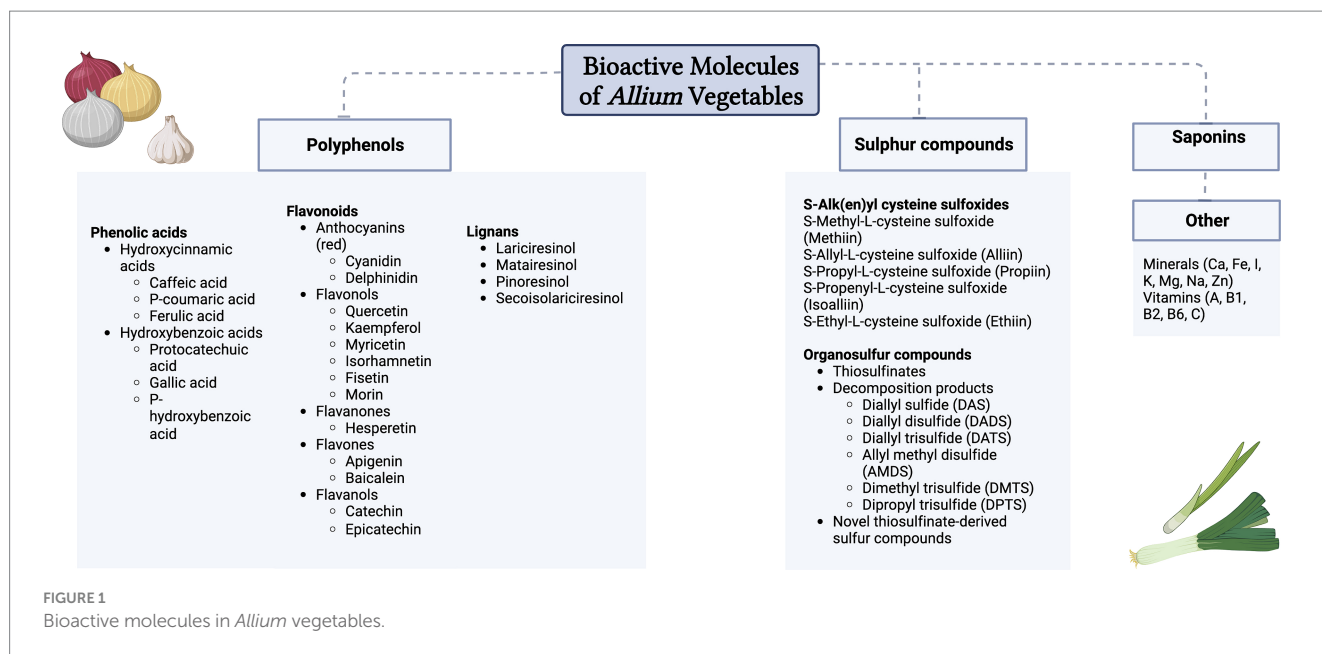 Bioactive Molecules
of Allium Vegetables
Polyphenols
Phenolic acids
• Hydroxycinnamic
acids
◦ Caffeic acid
◦ P-coumaric acid
◦ Ferulic acid
• Hydroxybenzoic acids
◦ Protocatechuic
acid
◦ Gallic acid
◦ P-
hydroxybenzoic
acid
Flavonoids
• Anthocyanins
(red)
◦ Cyanidin
◦ Delphinidin
• Flavonols
◦ Quercetin
◦ Kaempferol
◦ Myricetin
◦ Isorhamnetin
◦ Fisetin
◦ Morin
• Flavanones
◦ Hesperetin
• Flavones
◦ Apigenin
◦ Baicalein
• Flavanols
◦ Catechin
◦ Epicatechin
Lignans
• Lariciresinol
• Matairesinol
• Pinoresinol
• Secoisolariciresinol
Sulphur compounds
S-Alk(en)yl cysteine sulfoxides
S-Methyl-L-cysteine sulfoxide
(Methiin)
S-Allyl-L-cysteine sulfoxide (Alliin)
S-Propyl-L-cysteine sulfoxide (Propiin)
S-Propenyl-L-cysteine sulfoxide
(Isoalliin)
S-Ethyl-L-cysteine sulfoxide (Ethiin)
Organosulfur compounds
• Thiosulfinates
• Decomposition products
◦ Diallyl sulfide (DAS)
◦ Diallyl disulfide (DADS)
◦ Diallyl trisulfide (DATS)
◦ Allyl methyl disulfide
(AMDS)
◦ Dimethyl trisulfide (DMTS)
◦ Dipropyl trisulfide (DPTS)
• Novel thiosulfinate-derived
sulfur compounds
Saponins
Other
Minerals (Ca, Fe, I,
K, Mg, Na, Zn)
Vitamins (A, B1,
B2, B6, C)
FIGURE 1
Bioactive molecules in Allium vegetables.